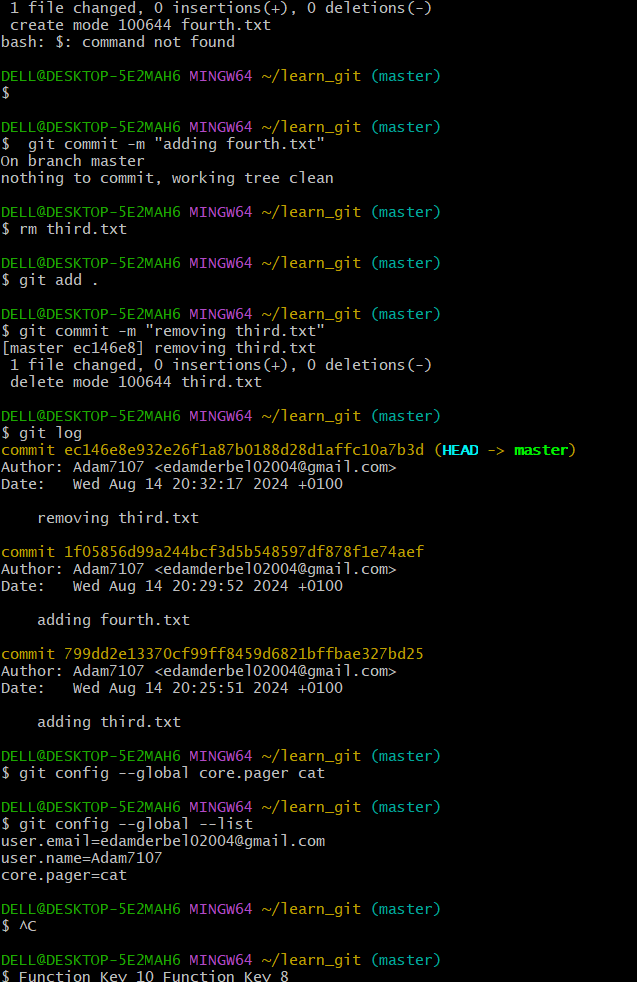 1 file changed, 0 insertions(+), 0 deletions(-)
create mode 100644 fourth.txt
bash: $: command not found
DELL@DESKTOP-5E2MAH6 MINGW64 ~/learn_git (master)
$
DELL@DESKTOP-5E2MAH6 MINGW64 ~/learn_git (master)
$  git commit -m "adding fourth.txt"
On branch master
nothing to commit, working tree clean
DELL@DESKTOP-5E2MAH6 MINGW64 ~/learn_git (master)
$ rm third.txt
DELL@DESKTOP-5E2MAH6 MINGW64 ~/learn_git (master)
$ git add .
DELL@DESKTOP-5E2MAH6 MINGW64 ~/learn_git (master)
$ git commit -m "removing third.txt"
[master ec146e8] removing third.txt
1 file changed, 0 insertions(+), 0 deletions(-)
delete mode 100644 third.txt
DELL@DESKTOP-5E2MAH6 MINGW64 ~/learn_git (master)
$ git log
commit ec146e8e932e26f1a87b0188d28d1affc10a7b3d (HEAD -> master)
Author: Adam7107 <edamderbel02004@gmail.com>
Date:   Wed Aug 14 20:32:17 2024 +0100
removing third.txt
commit 1f05856d99a244bcf3d5b548597df878f1e74aef
Author: Adam7107 <edamderbel02004@gmail.com>
Date:   Wed Aug 14 20:29:52 2024 +0100
adding fourth.txt
commit 799dd2e13370cf99ff8459d6821bffbae327bd25
Author: Adam7107 <edamderbel02004@gmail.com>
Date:   Wed Aug 14 20:25:51 2024 +0100
adding third.txt
DELL@DESKTOP-5E2MAH6 MINGW64 ~/learn_git (master)
$ git config --global core.pager cat
DELL@DESKTOP-5E2MAH6 MINGW64 ~/learn_git (master)
$ git config --global --list
user.email=edamderbel02004@gmail.com
user.name=Adam7107
core.pager=cat
DELL@DESKTOP-5E2MAH6 MINGW64 ~/learn_git (master)
$ ^C
DELL@DESKTOP-5E2MAH6 MINGW64 ~/learn_git (master)
$ Function Key 10 Function Key 8